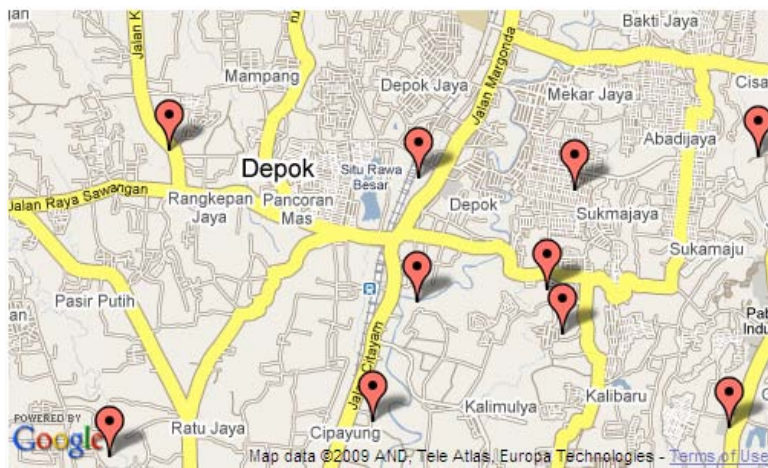 Bakti Jaya
Jalan K
Mampang
Depok Jaya
Jalan Margonda
Mekar Jaya
Cisa
Abadijaya
Depok
Situ Rawa
Besar
Jalan Raya Sawangan
Rangkepan
Jaya
Pancoran
Mas
Depok
Sukmajaya
Sukamaju
Pasir Putih
an
Pab
Indu
Citayam
Kalibaru
Kalimulya
POWERED BY
Google
Ratu Jaya
Cipayung
Map data ©2009 AND, Tele Atlas, Europa Technologies - Terms of Use